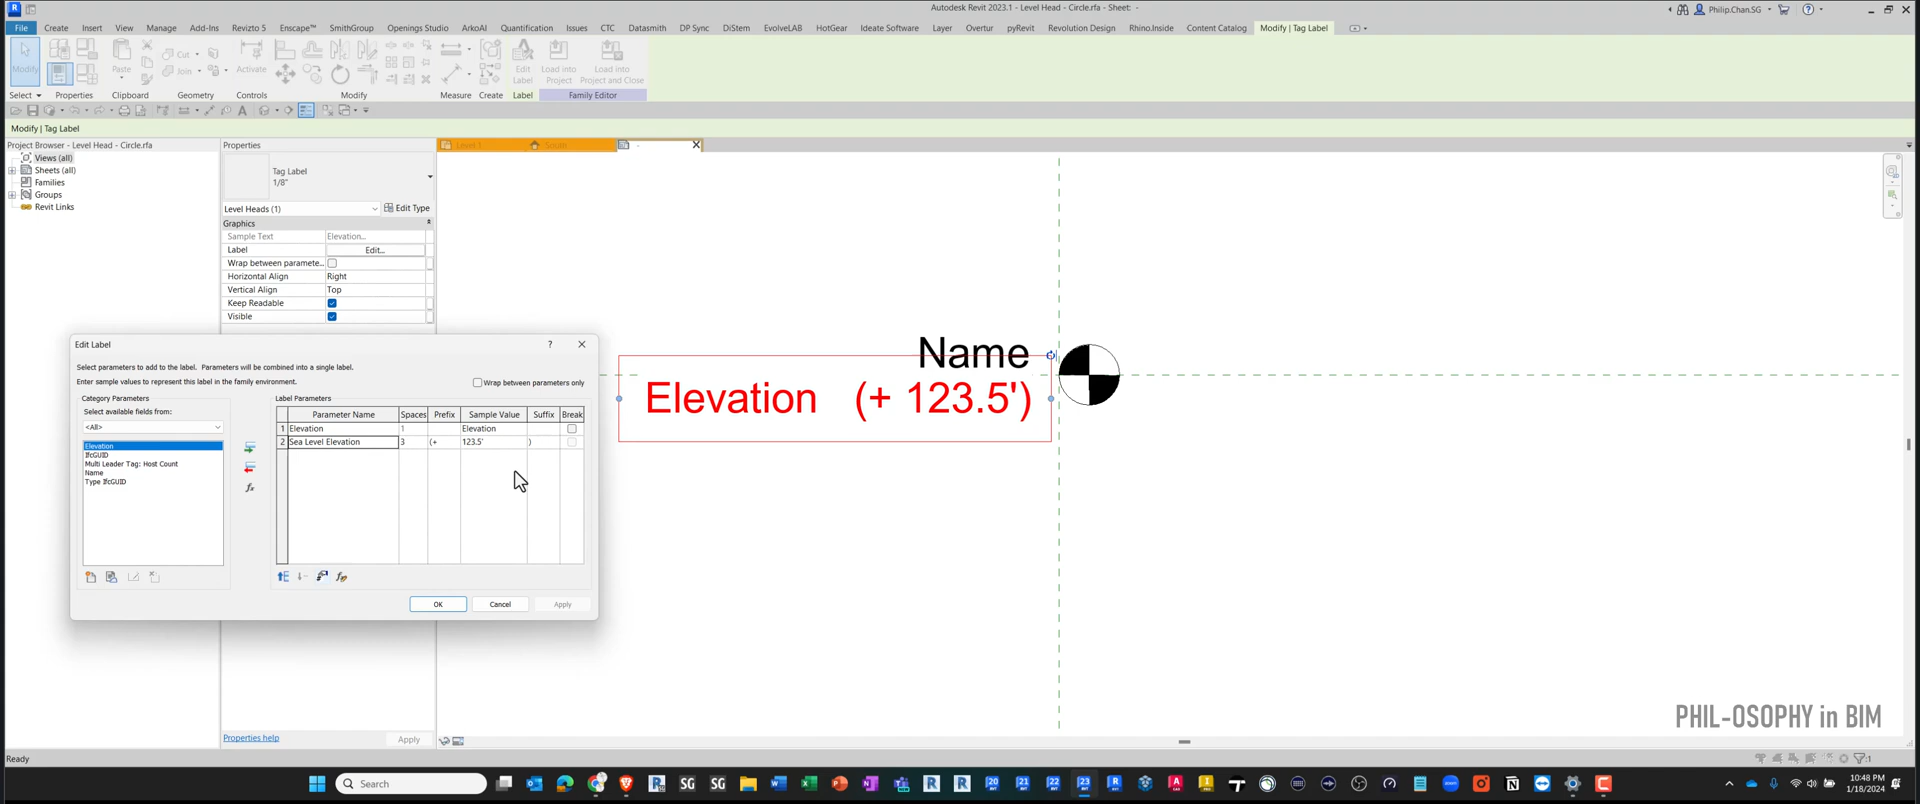 Autodesk Revit 2023.1 - Level Head - Circle.rfa - Sheet: -
Philip.Chan.SG
File Create Insert View Manage Add-Ins Revizto 5 Enscape™ SmithGroup Openings Studio ArkoAI Quantification Issues CTC Datasmith DP Sync DiStem EvolveLAB HotGear Ideate Software Layer Overtur pyRevit Revolution Design Rhino.Inside Content Catalog Modify | Tag Label
Modify
Paste
Cut
Join
Activate
Edit Label
Load into Project
Load into Project and Close
Select Properties Clipboard Geometry Controls Modify Measure Create Label Family Editor
Modify | Tag Label
Project Browser - Level Head - Circle.rfa
Views (all)
Sheets (all)
Families
Groups
Revit Links
Properties
Tag Label
1/8"
Level Heads (1)
Edit Type
Graphics
Sample Text Elevation...
Label Edit...
Wrap between paramete...
Horizontal Align Right
Vertical Align Top
Keep Readable
Visible
Level 1
South
-
Name
Elevation (+ 123.5')
Edit Label
?
Select parameters to add to the label. Parameters will be combined into a single label.
Enter sample values to represent this label in the family environment.
Wrap between parameters only
Category Parameters
Select available fields from:
<All>
Elevation
IfcGUID
Multi Leader Tag: Host Count
Name
Type IfcGUID
Label Parameters
Parameter Name Spaces Prefix Sample Value Suffix Break
1 Elevation 1 Elevation
2 Sea Level Elevation 3 (+ 123.5' )
OK Cancel Apply
Properties help
Apply
PHIL-OSOPHY in BIM
Ready
Search
10:48 PM
1/18/2024